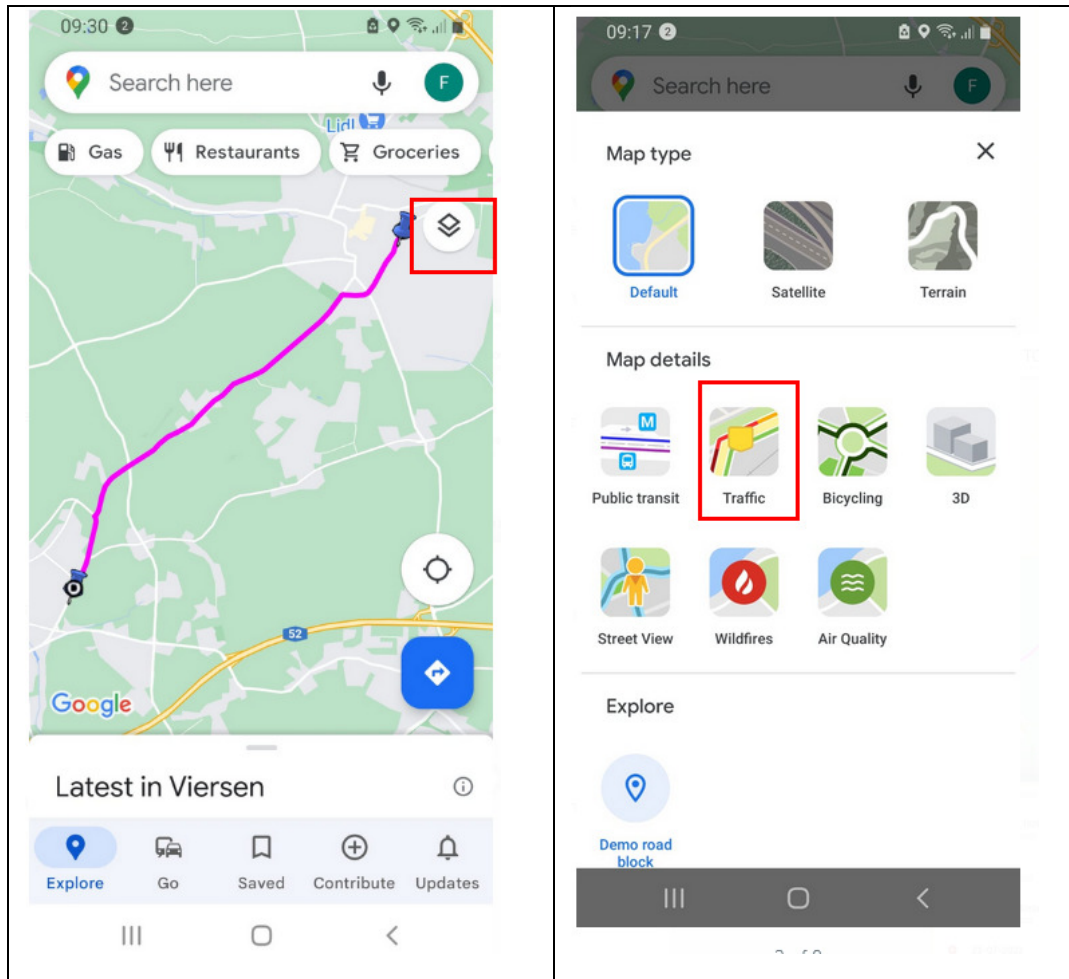 09:30 2
Search here
F
Lidl
Gas
Restaurants
Groceries
52
Google
Latest in Viersen
Explore
Go
Saved
Contribute
Updates
09:17 2
Search here
F
Map type
Default
Satellite
Terrain
Map details
M
Public transit
Traffic
Bicycling
3D
Street View
Wildfires
Air Quality
Explore
Demo road
block